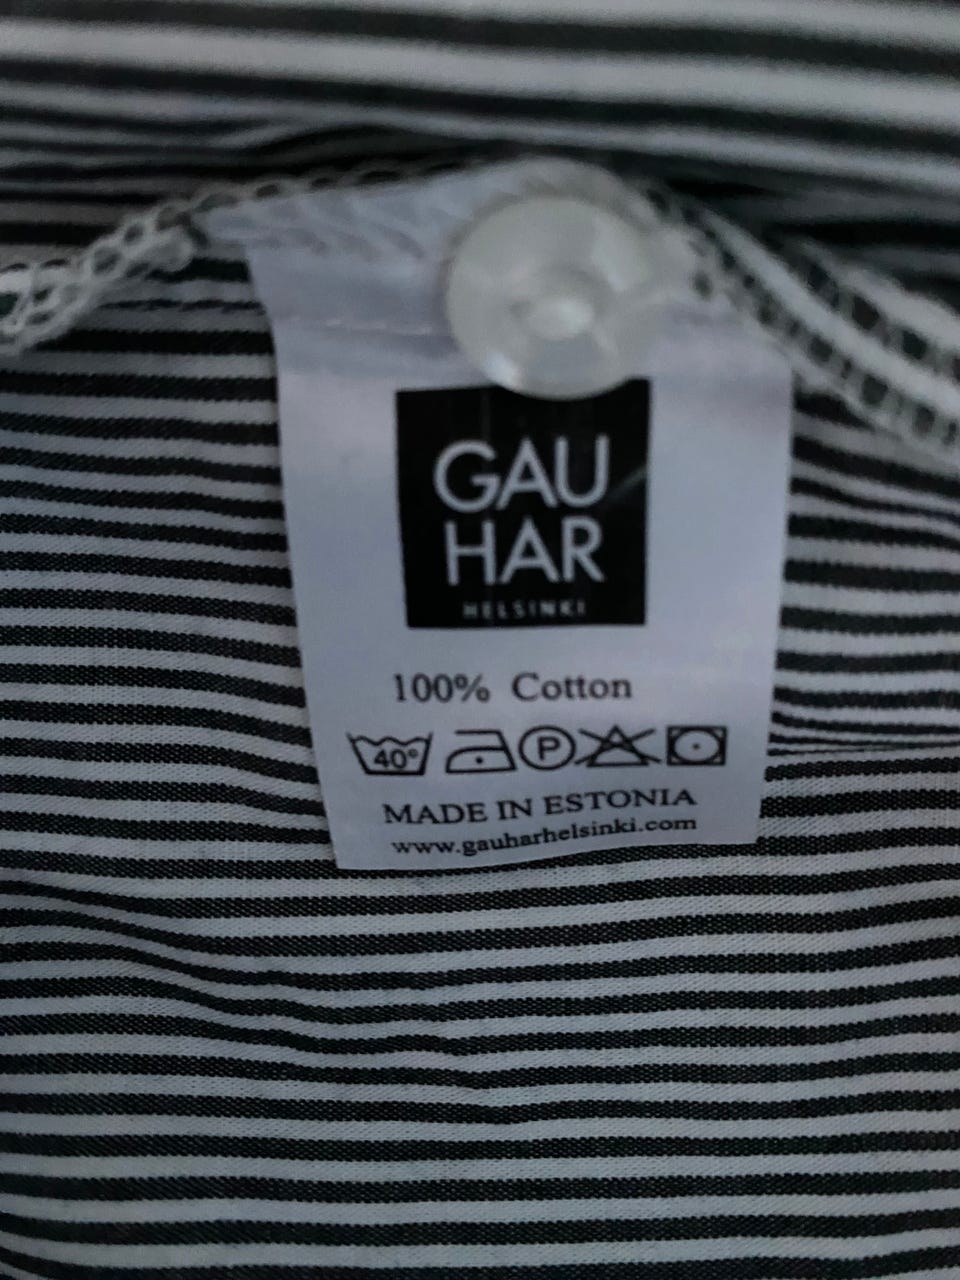 GAU
HAR
HELSINKI
100% Cotton
40° P
MADE IN ESTONIA
www.gauharhelsinki.com